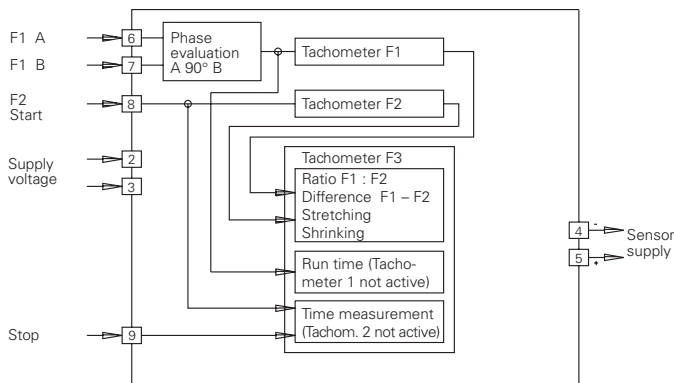 F1 A
6
Phase
evaluation
A 90° B
Tachometer F1
F1 B
7
F2
Start
8
Tachometer F2
Supply
voltage
2
3
Tachometer F3
Ratio F1 : F2
Difference F1 – F2
Stretching
Shrinking
4
-
5
+
Sensor
supply
Run time (Tacho-
meter 1 not active)
Time measurement
(Tachom. 2 not active)
Stop
9